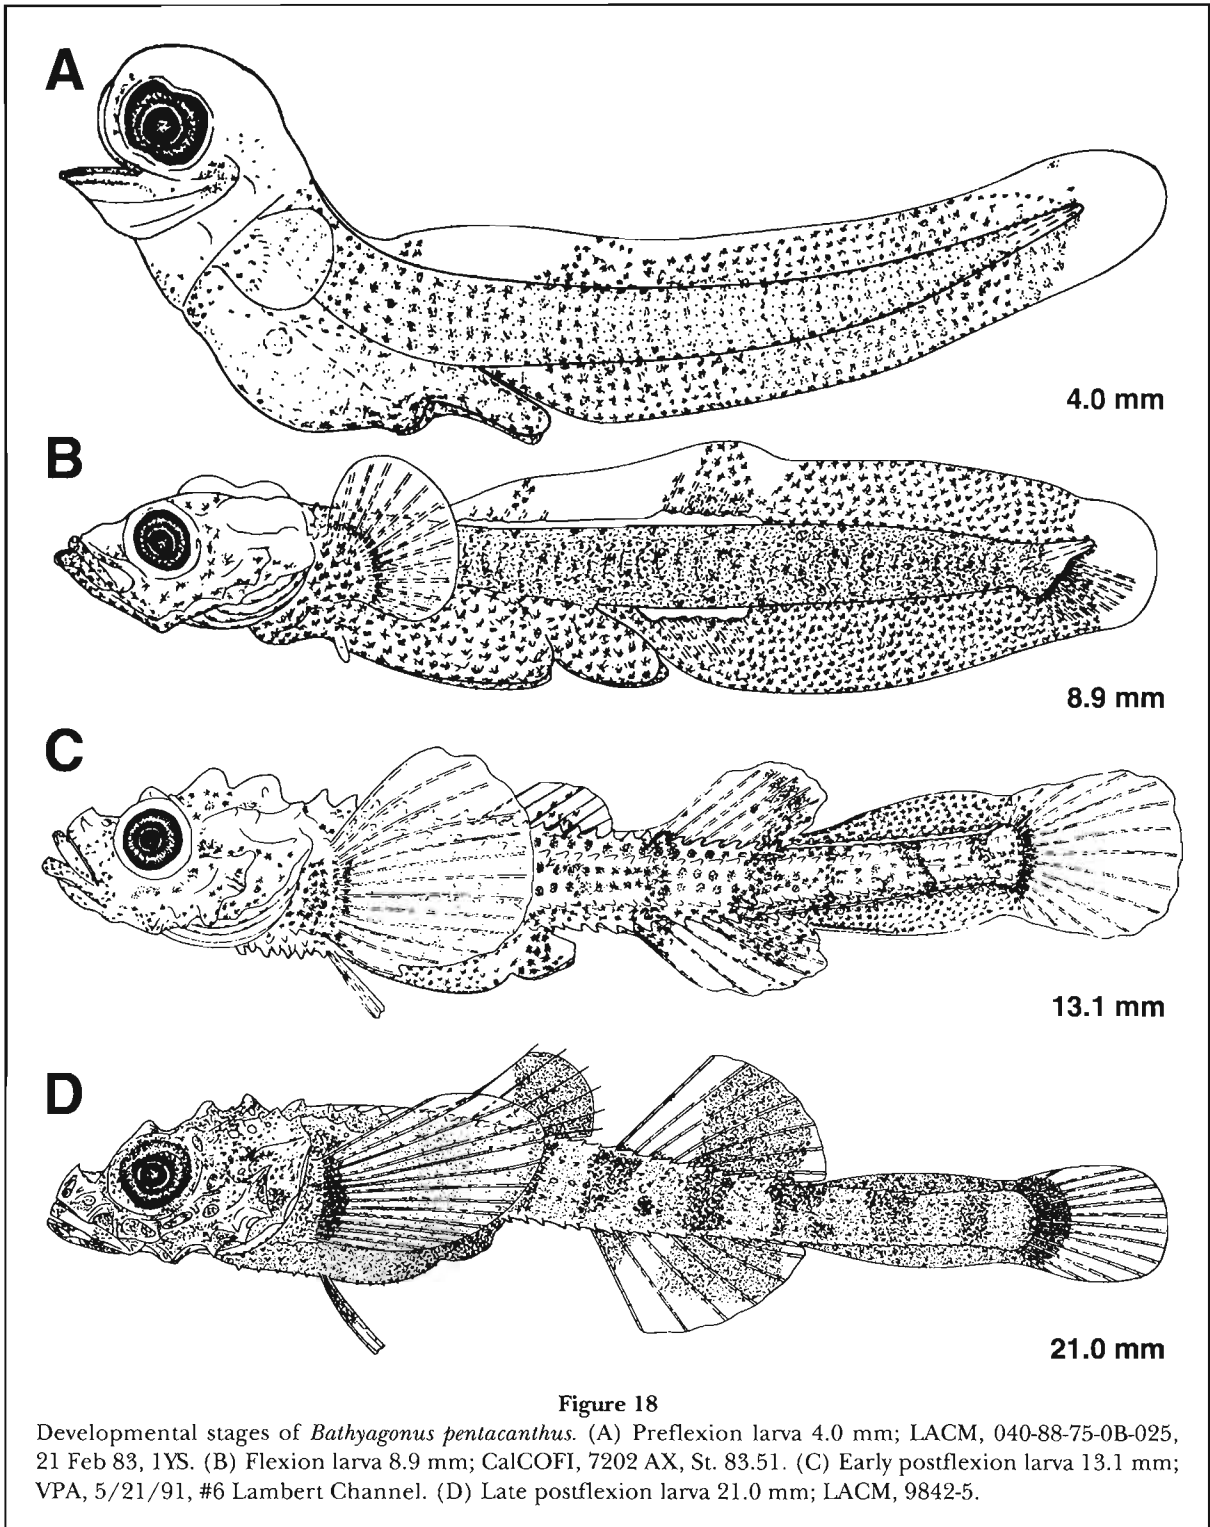 A
4.0 mm
B
8.9 mm
C
13.1 mm
D
21.0 mm
Figure 18
Developmental stages of Bathyagonus pentacanthus. (A) Preflexion larva 4.0 mm; LACM, 040-88-75-0B-025,
21 Feb 83, 1YS. (B) Flexion larva 8.9 mm; CalCOFI, 7202 AX, St. 83.51. (C) Early postflexion larva 13.1 mm;
VPA, 5/21/91, #6 Lambert Channel. (D) Late postflexion larva 21.0 mm; LACM, 9842-5.